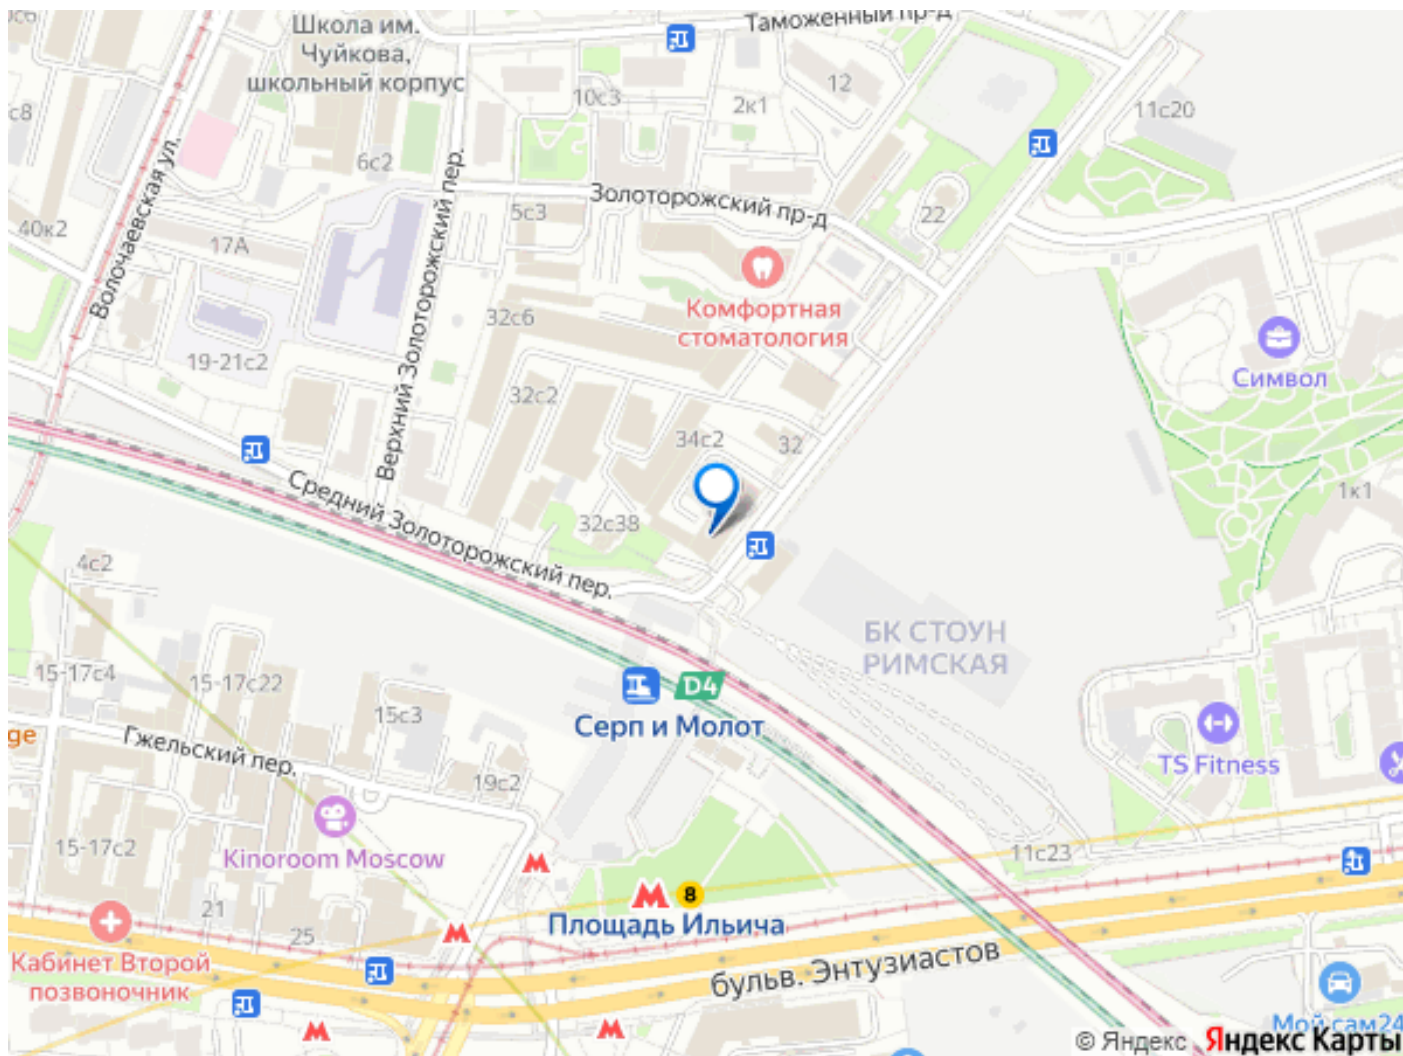 Школа им.
Чуйкова,
школьный корпус
Таможенный пр-д
12
10с3
2к1
11с20
с8
6с2
Волочаевская ул.
Верхний Золоторожский пер.
Золоторожский пр-д
5с3
22
40к2
17А
Комфортная
стоматология
32с6
19-21с2
32с2
Символ
34с2
32
1к1
Средний Золоторожский пер.
32с38
4с2
БК СТОУН
РИМСКАЯ
15-17с4
15-17с22
D4
15с3
Серп и Молот
ge
Гжельский пер.
19с2
TS Fitness
15-17с2
Kinoroom Moscow
11с23
8
Площадь Ильича
21
25
Кабинет Второй
позвоночник
бульв. Энтузиастов
Мой сам24
© Яндекс Яндекс Карты